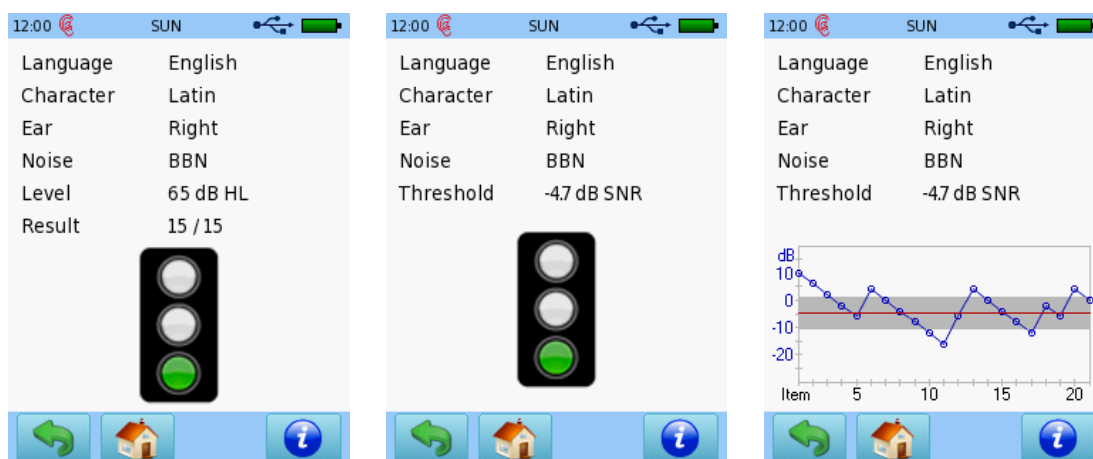 12:00 SUN
Language English
Character Latin
Ear Right
Noise BBN
Level 65 dB HL
Result 15 / 15
i
12:00 SUN
Language English
Character Latin
Ear Right
Noise BBN
Threshold -4.7 dB SNR
i
12:00 SUN
Language English
Character Latin
Ear Right
Noise BBN
Threshold -4.7 dB SNR
dB
10
0
-10
-20
Item 5 10 15 20
i